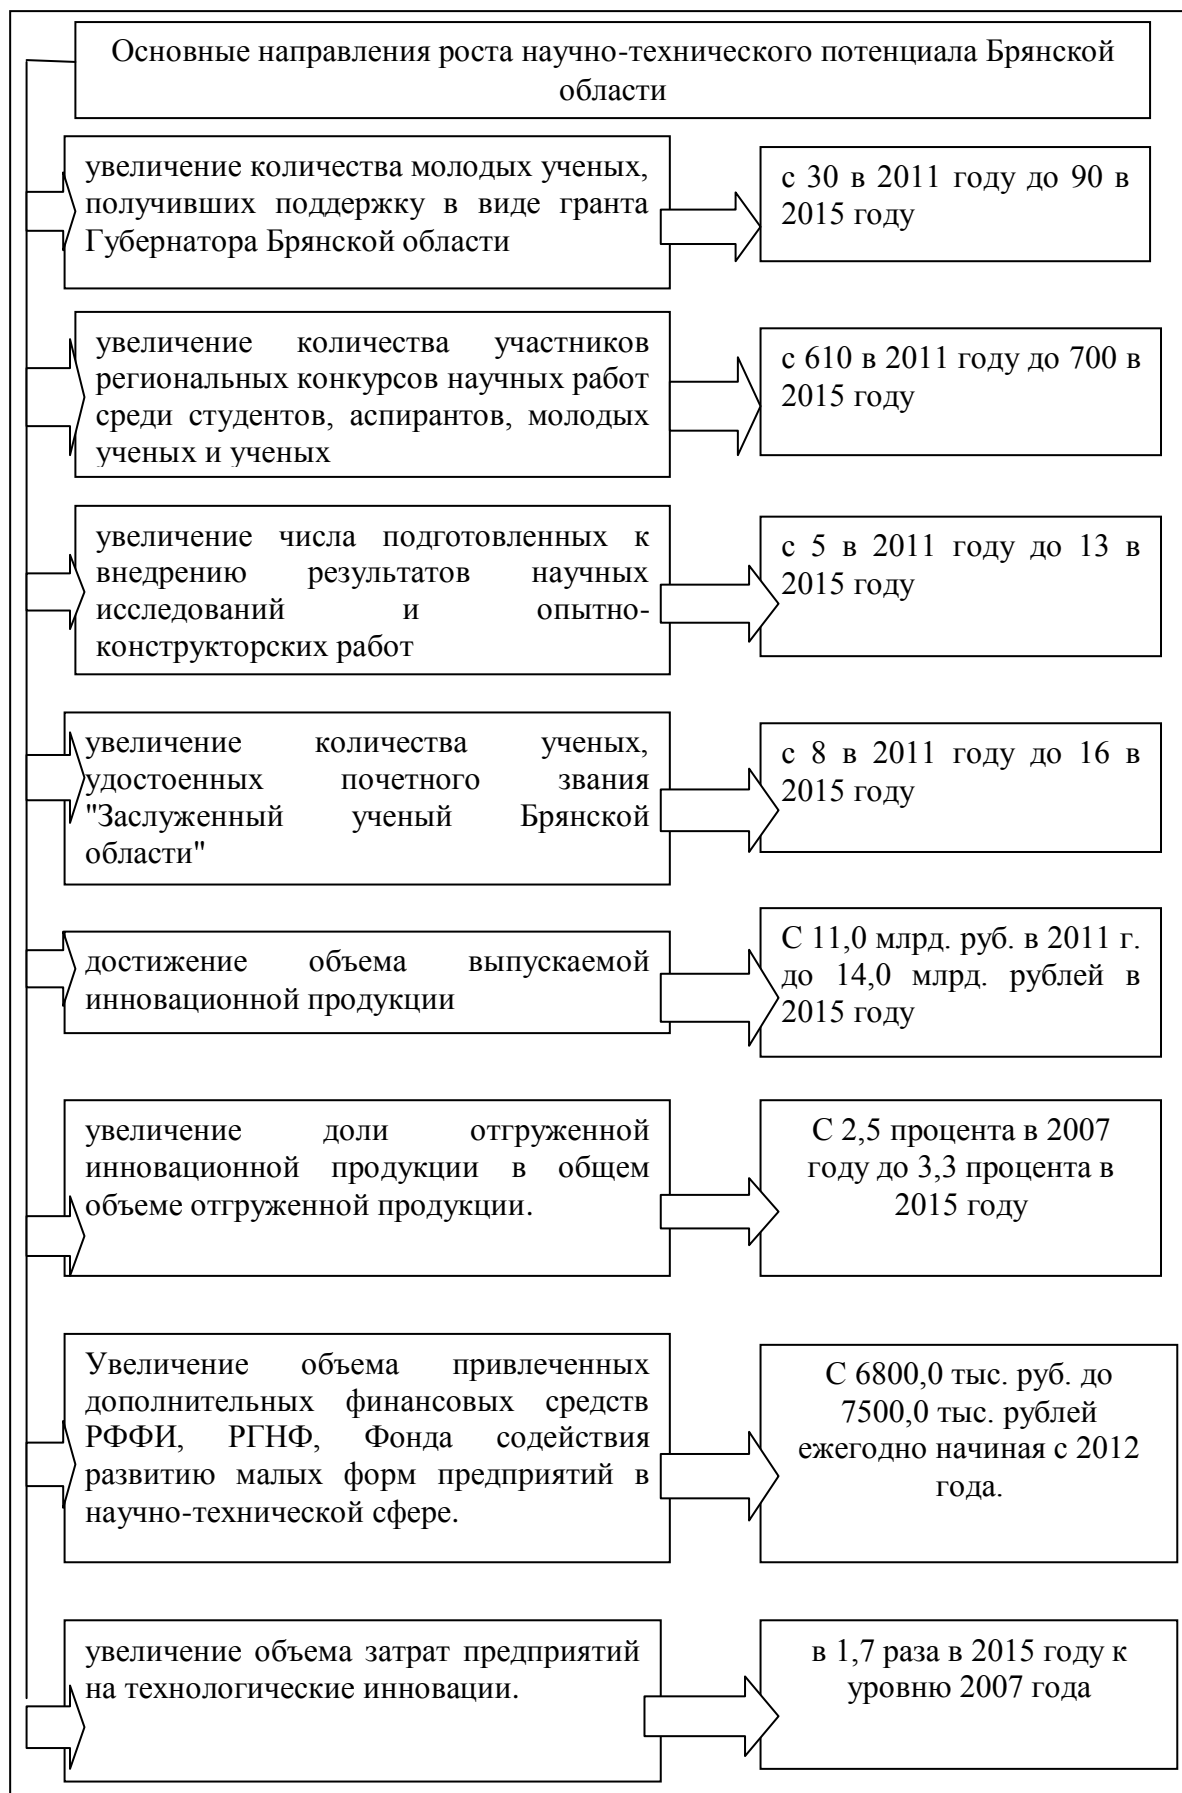 Основные направления роста научно-технического потенциала Брянской
области
увеличение количества молодых ученых,
получивших поддержку в виде гранта
Губернатора Брянской области
с 30 в 2011 году до 90 в
2015 году
увеличение количества участников
региональных конкурсов научных работ
среди студентов, аспирантов, молодых
ученых и ученых
с 610 в 2011 году до 700 в
2015 году
увеличение числа подготовленных к
внедрению результатов научных
исследований и опытно-
конструкторских работ
с 5 в 2011 году до 13 в
2015 году
увеличение количества ученых,
удостоенных почетного звания
"Заслуженный ученый Брянской
области"
с 8 в 2011 году до 16 в
2015 году
достижение объема выпускаемой
инновационной продукции
С 11,0 млрд. руб. в 2011 г.
до 14,0 млрд. рублей в
2015 году
увеличение доли отгруженной
инновационной продукции в общем
объеме отгруженной продукции.
С 2,5 процента в 2007
году до 3,3 процента в
2015 году
Увеличение объема привлеченных
дополнительных финансовых средств
РФФИ, РГНФ, Фонда содействия
развитию малых форм предприятий в
научно-технической сфере.
С 6800,0 тыс. руб. до
7500,0 тыс. рублей
ежегодно начиная с 2012
года.
увеличение объема затрат предприятий
на технологические инновации.
в 1,7 раза в 2015 году к
уровню 2007 года